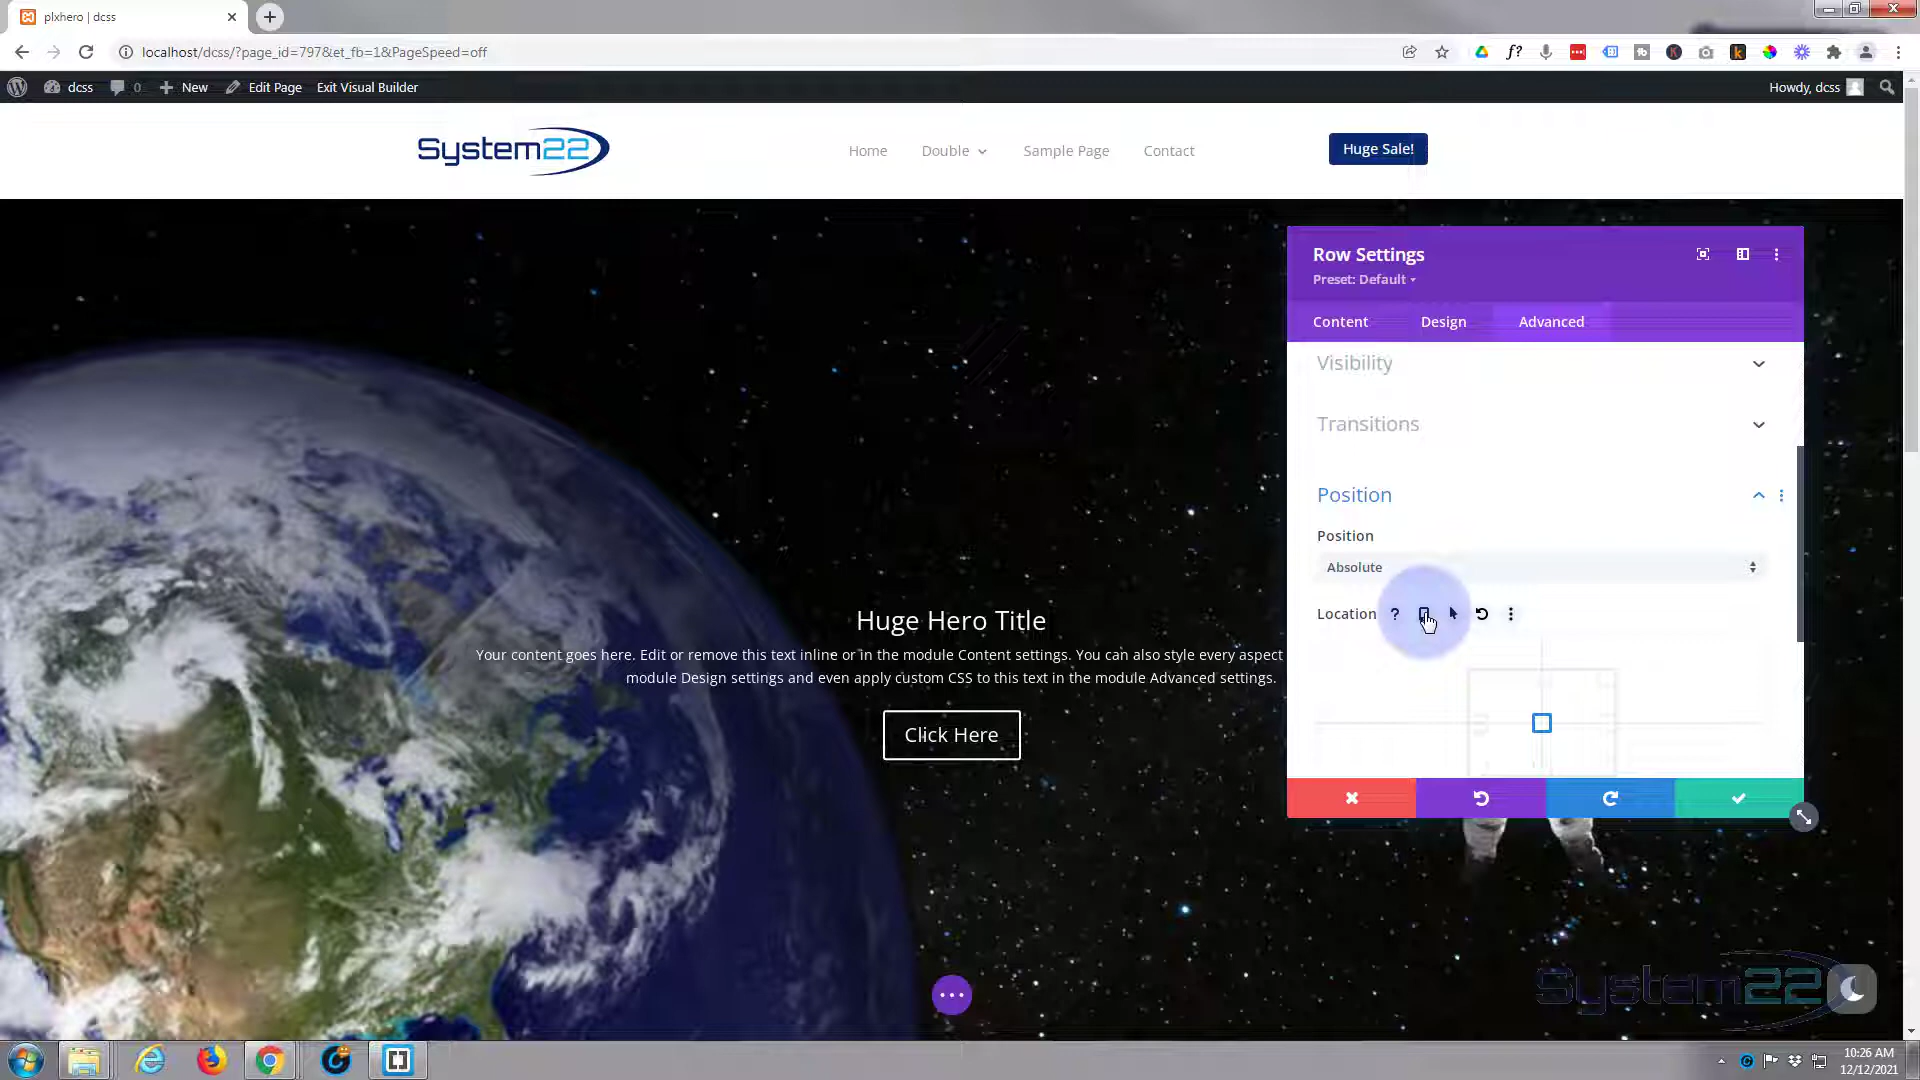 plxhero | dcss
localhost/dcss/?page_id=797&et_fb=1&PageSpeed=off
dcss 0 New Edit Page Exit Visual Builder Howdy, dcss
System22
Home Double Sample Page Contact
Huge Sale!
Row Settings
Preset: Default
Content Design Advanced
Visibility
Transitions
Position
Position
Absolute
Location
Huge Hero Title
Your content goes here. Edit or remove this text inline or in the module Content settings. You can also style every aspect
module Design settings and even apply custom CSS to this text in the module Advanced settings.
Click Here
System22
10:26 AM
12/12/2021